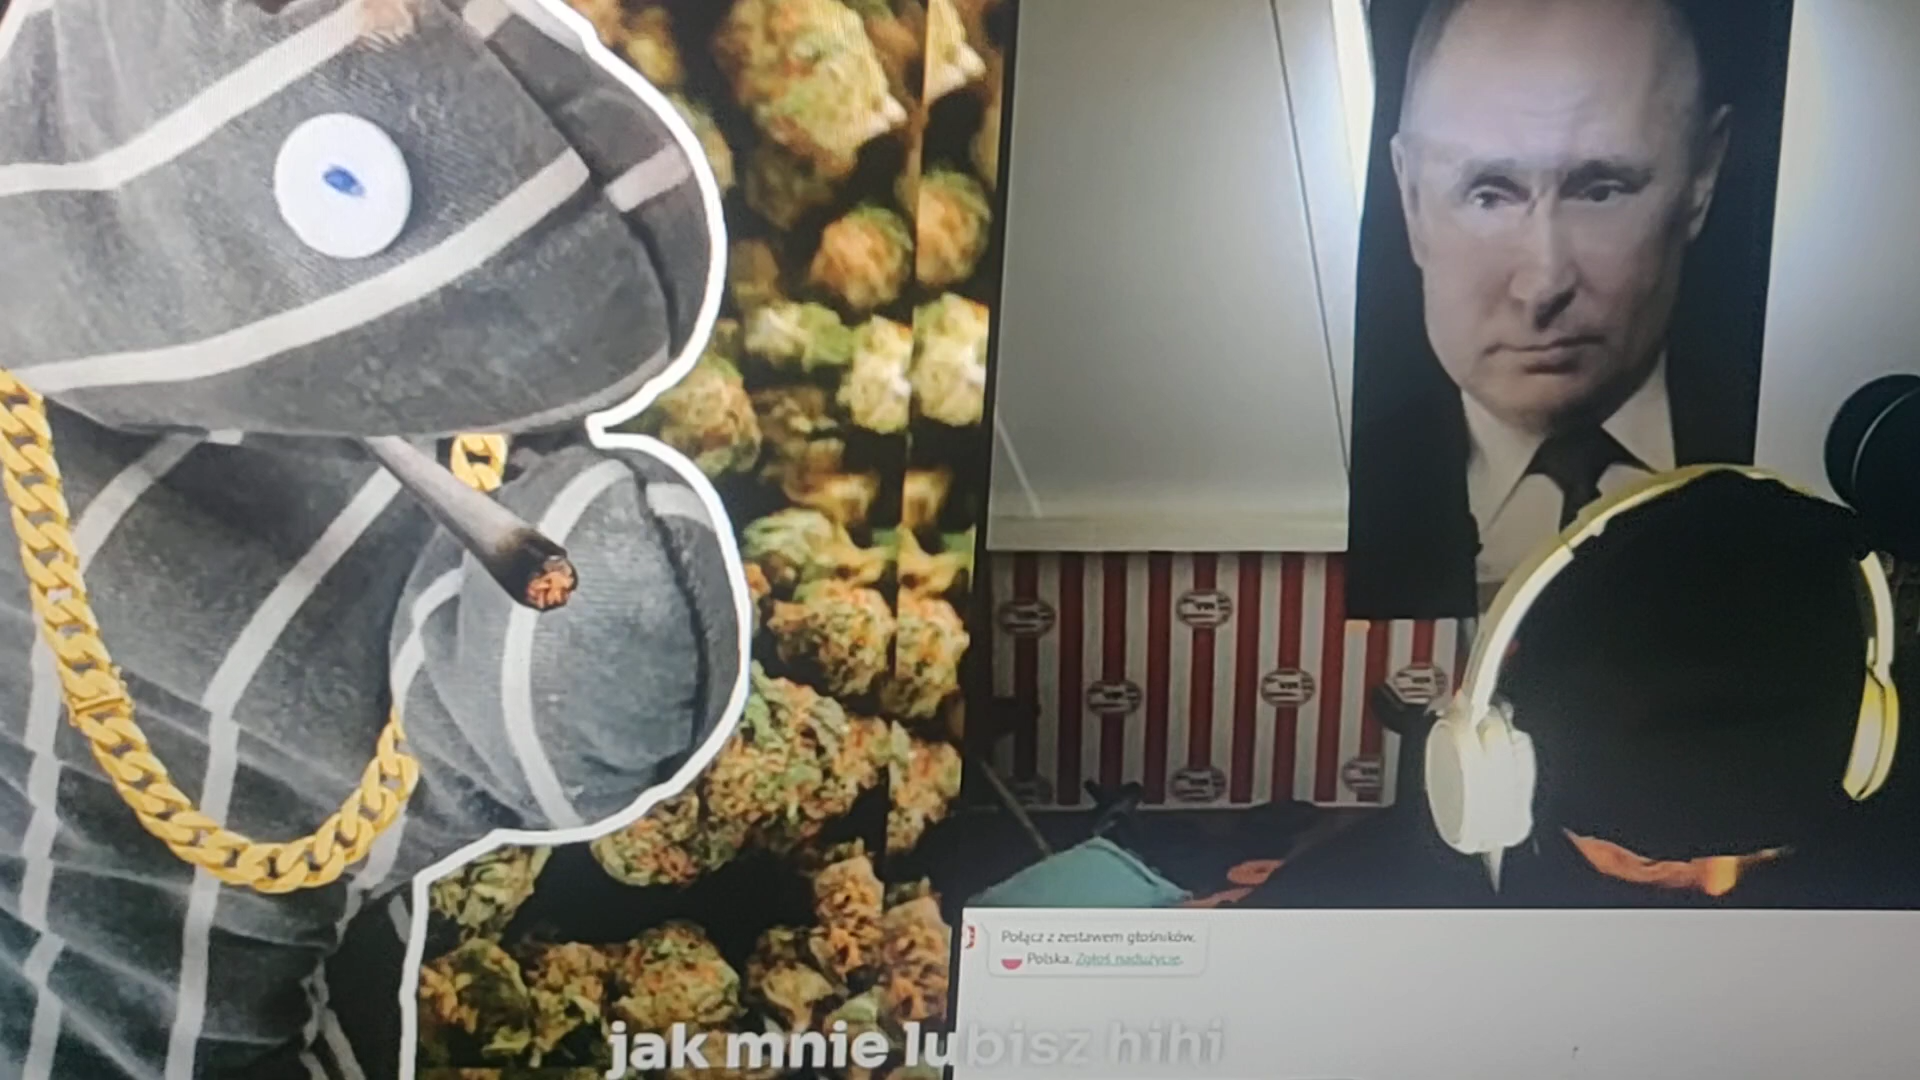 Połącz z zestawem głośników.
Polska. Zgłoś nadużycie.
jak mnie lubisz hihi